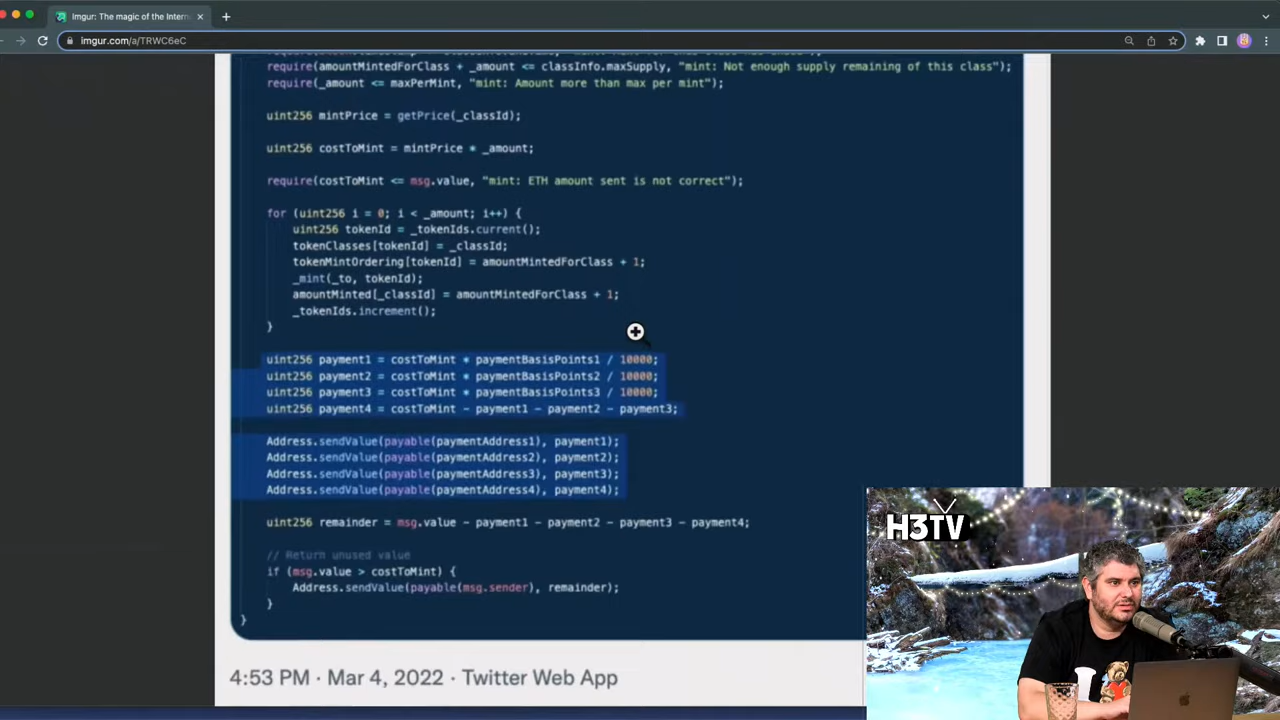 Imgur: The magic of the Intern
imgur.com/a/TRWC6eC
require(amountMintedForClass + _amount <= classInfo.maxSupply, "mint: Not enough supply remaining of this class");
require(_amount <= maxPerMint, "mint: Amount more than max per mint");
uint256 mintPrice = getPrice(_classId);
uint256 costToMint = mintPrice * _amount;
require(costToMint <= msg.value, "mint: ETH amount sent is not correct");
for (uint256 i = 0; i < _amount; i++) {
uint256 tokenId = _tokenIds.current();
tokenClasses[tokenId] = _classId;
tokenMintOrdering[tokenId] = amountMintedForClass + 1;
_mint(_to, tokenId);
amountMinted[_classId] = amountMintedForClass + 1;
_tokenIds.increment();
}
uint256 payment1 = costToMint * paymentBasisPoints1 / 10000;
uint256 payment2 = costToMint * paymentBasisPoints2 / 10000;
uint256 payment3 = costToMint * paymentBasisPoints3 / 10000;
uint256 payment4 = costToMint - payment1 - payment2 - payment3;
Address.sendValue(payable(paymentAddress1), payment1);
Address.sendValue(payable(paymentAddress2), payment2);
Address.sendValue(payable(paymentAddress3), payment3);
Address.sendValue(payable(paymentAddress4), payment4);
uint256 remainder = msg.value - payment1 - payment2 - payment3 - payment4;
// Return unused value
if (msg.value > costToMint) {
Address.sendValue(payable(msg.sender), remainder);
}
}
4:53 PM · Mar 4, 2022 · Twitter Web App
H3TV
I